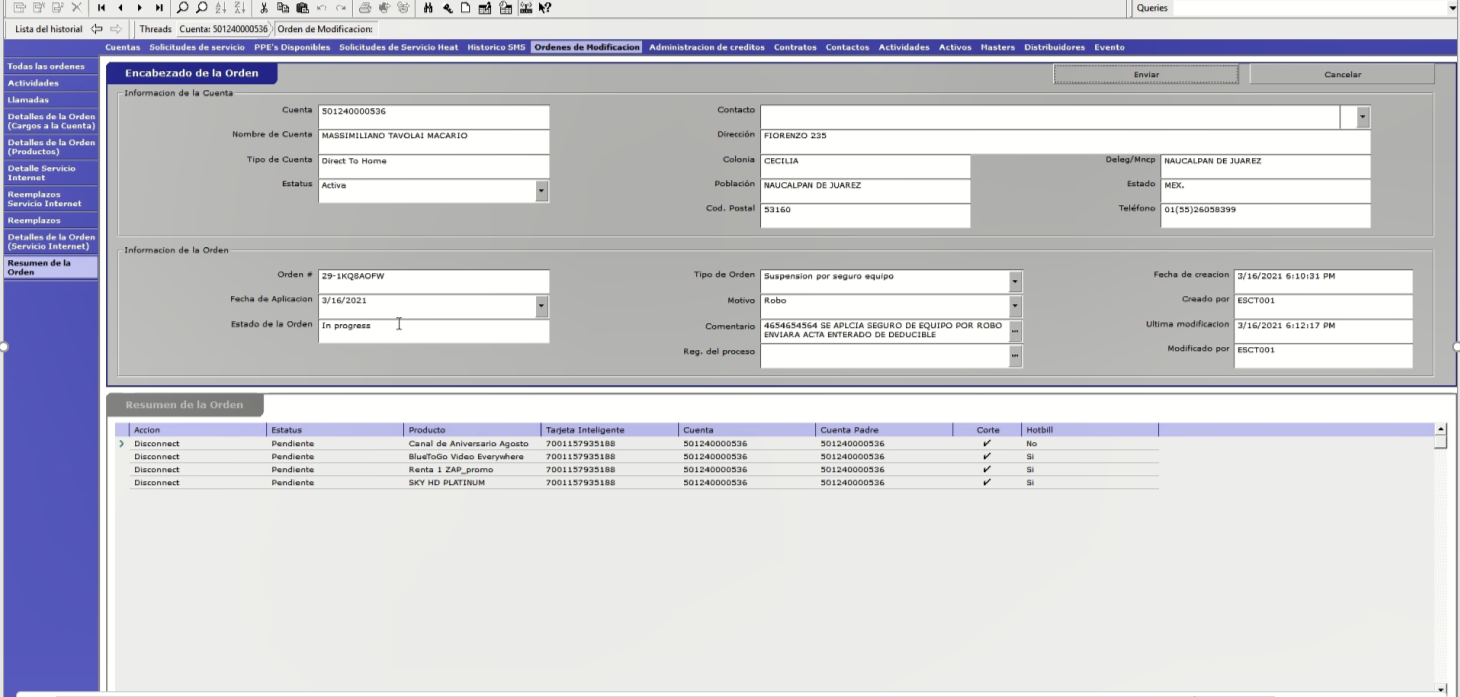 Queries
Lista del historial Threads Cuenta: 501240000536 Orden de Modificacion:
Cuentas Solicitudes de servicio PPE's Disponibles Solicitudes de Servicio Heat Historico SMS Ordenes de Modificacion Administracion de creditos Contratos Contactos Actividades Activos Masters Distribuidores Evento
Todas las ordenes
Actividades
Llamadas
Detalles de la Orden
(Cargos a la Cuenta)
Detalles de la Orden
(Productos)
Detalle Servicio
Internet
Reemplazos
Servicio Internet
Reemplazos
Detalles de la Orden
(Servicio Internet)
Resumen de la
Orden
Encabezado de la Orden Enviar Cancelar
Informacion de la Cuenta
Cuenta 501240000536 Contacto
Nombre de Cuenta MASSIMILIANO TAVOLAI MACARIO Dirección FIORENZO 235
Tipo de Cuenta Direct To Home Colonia CECILIA Deleg/Mncp NAUCALPAN DE JUAREZ
Estatus Activa Población NAUCALPAN DE JUAREZ Estado MEX.
Cod. Postal 53160 Teléfono 01(55)26058399
Informacion de la Orden
Orden # 29-1KQ8AOFW Tipo de Orden Suspension por seguro equipo Fecha de creacion 3/16/2021 6:10:31 PM
Fecha de Aplicacion 3/16/2021 Motivo Robo Creado por ESCT001
Estado de la Orden In progress Comentario 4654654564 SE APLCIA SEGURO DE EQUIPO POR ROBO Ultima modificacion 3/16/2021 6:12:17 PM
ENVIARA ACTA ENTERADO DE DEDUCIBLE
Reg. del proceso Modificado por ESCT001
Resumen de la Orden
Accion Estatus Producto Tarjeta Inteligente Cuenta Cuenta Padre Corte Hotbill
Disconnect Pendiente Canal de Aniversario Agosto 7001157935188 501240000536 501240000536 ✔ No
Disconnect Pendiente BlueToGo Video Everywhere 7001157935188 501240000536 501240000536 ✔ Si
Disconnect Pendiente Renta 1 ZAP_promo 7001157935188 501240000536 501240000536 ✔ Si
Disconnect Pendiente SKY HD PLATINUM 7001157935188 501240000536 501240000536 ✔ Si